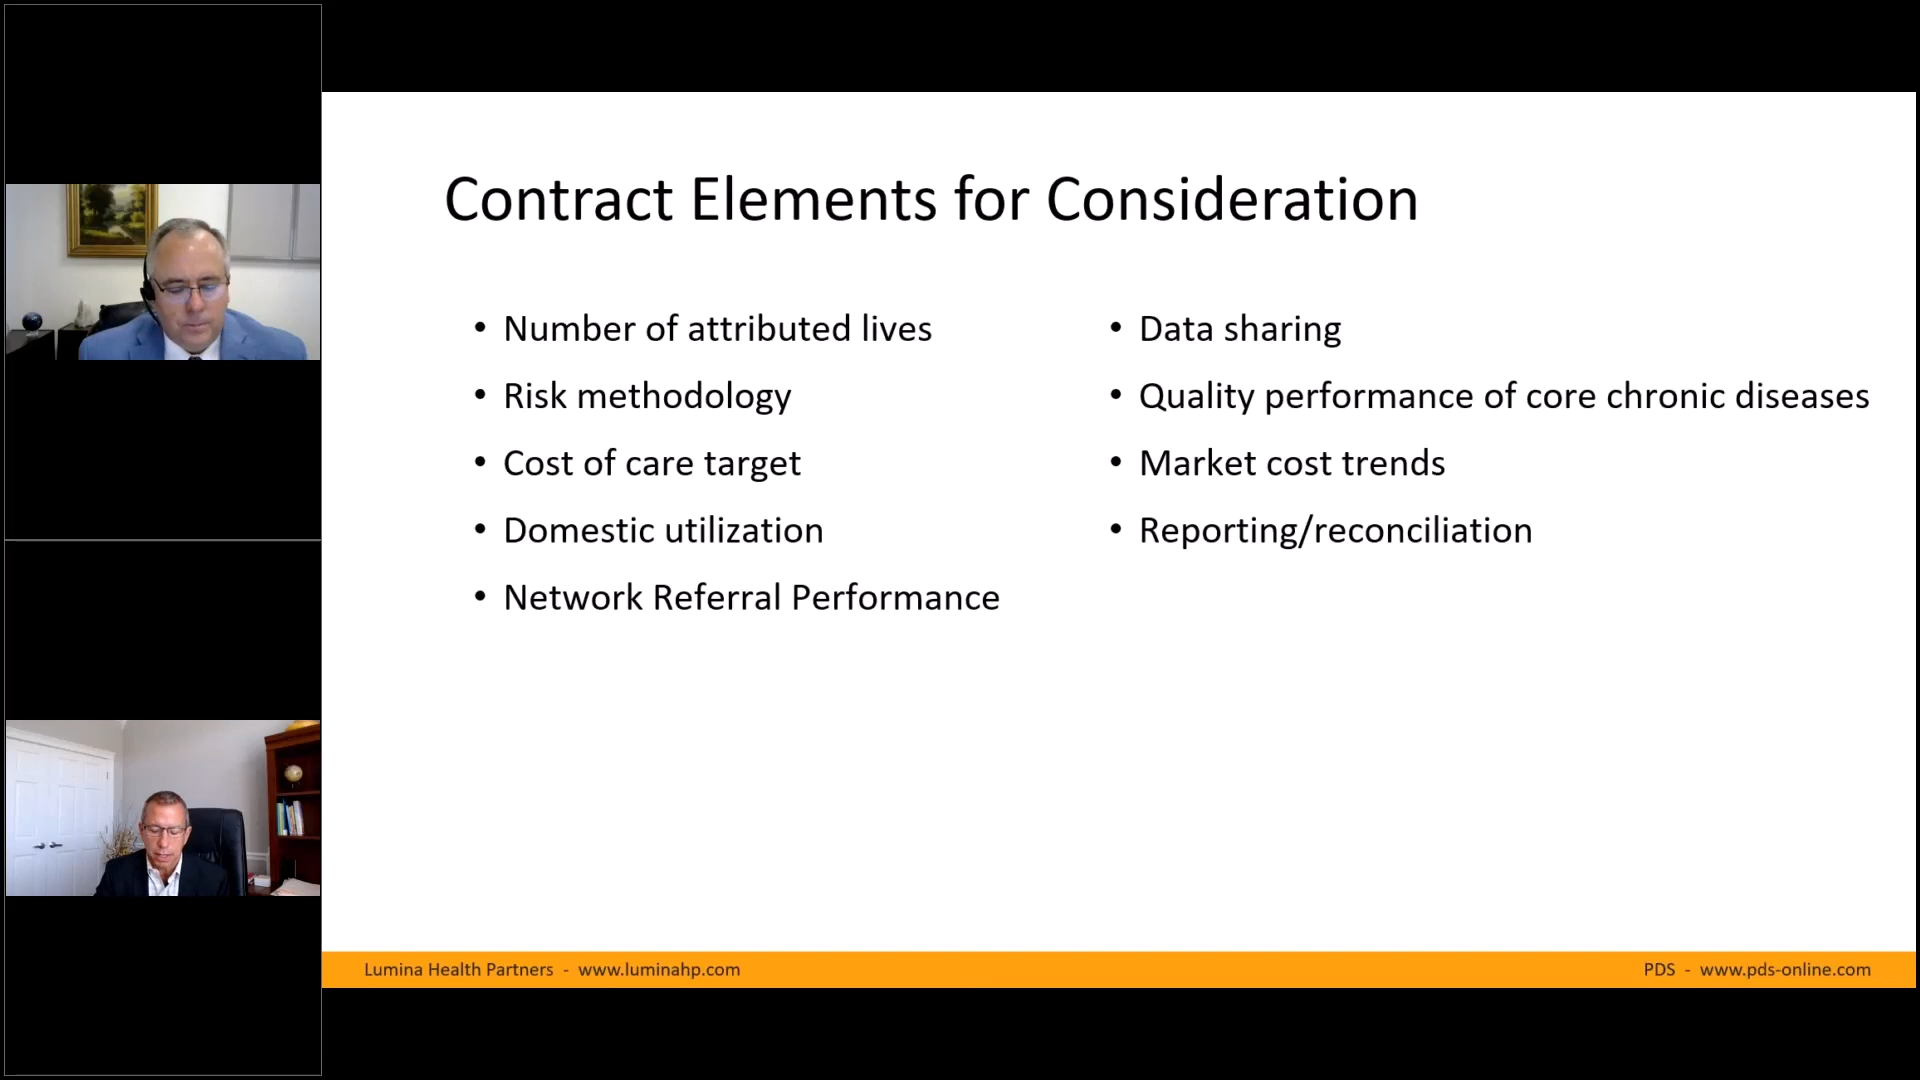 Contract Elements for Consideration
• Number of attributed lives
• Risk methodology
• Cost of care target
• Domestic utilization
• Network Referral Performance
• Data sharing
• Quality performance of core chronic diseases
• Market cost trends
• Reporting/reconciliation
Lumina Health Partners - www.luminahp.com
PDS - www.pds-online.com